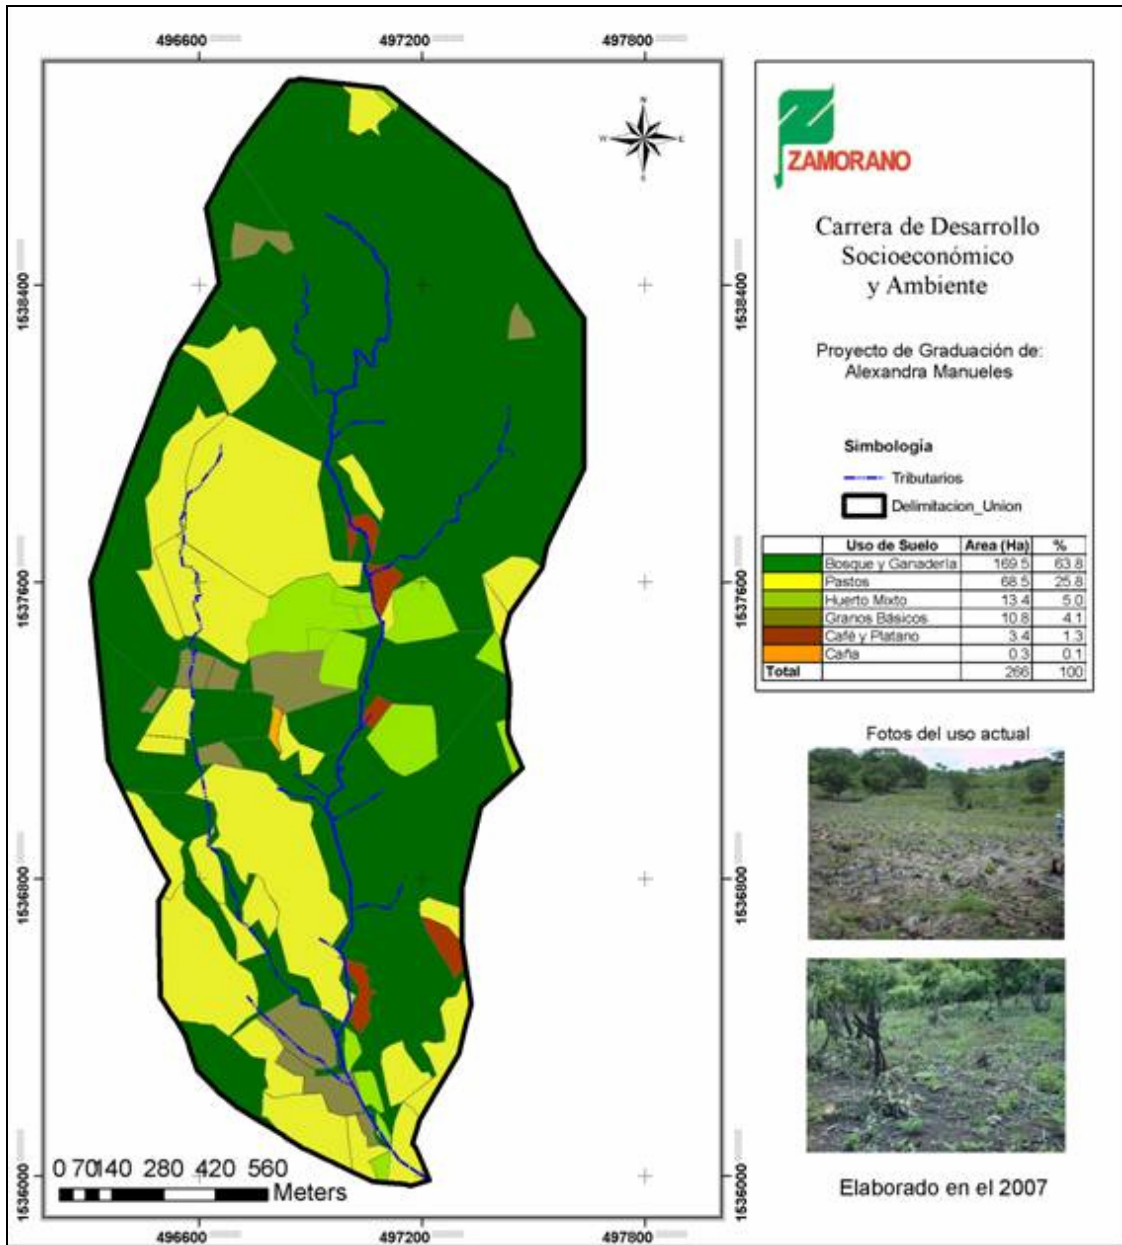 496600 497200 497800
N
W E
S
1538400 1538400
1537600 1537600
1536800 1536800
1536000 1536000
0 70 140 280 420 560
Meters
496600 497200 497800
ZAMORANO
Carrera de Desarrollo
Socioeconómico
y Ambiente
Proyecto de Graduación de:
Alexandra Manueles
Simbología
Tributarios
Delimitacion_Union
Uso de Suelo Area (Ha) %
Bosque y Ganadería 169.5 63.8
Pastos 68.5 25.8
Huerto Mixto 13.4 5.0
Granos Básicos 10.8 4.1
Café y Platano 3.4 1.3
Caña 0.3 0.1
Total 266 100
Fotos del uso actual
Elaborado en el 2007